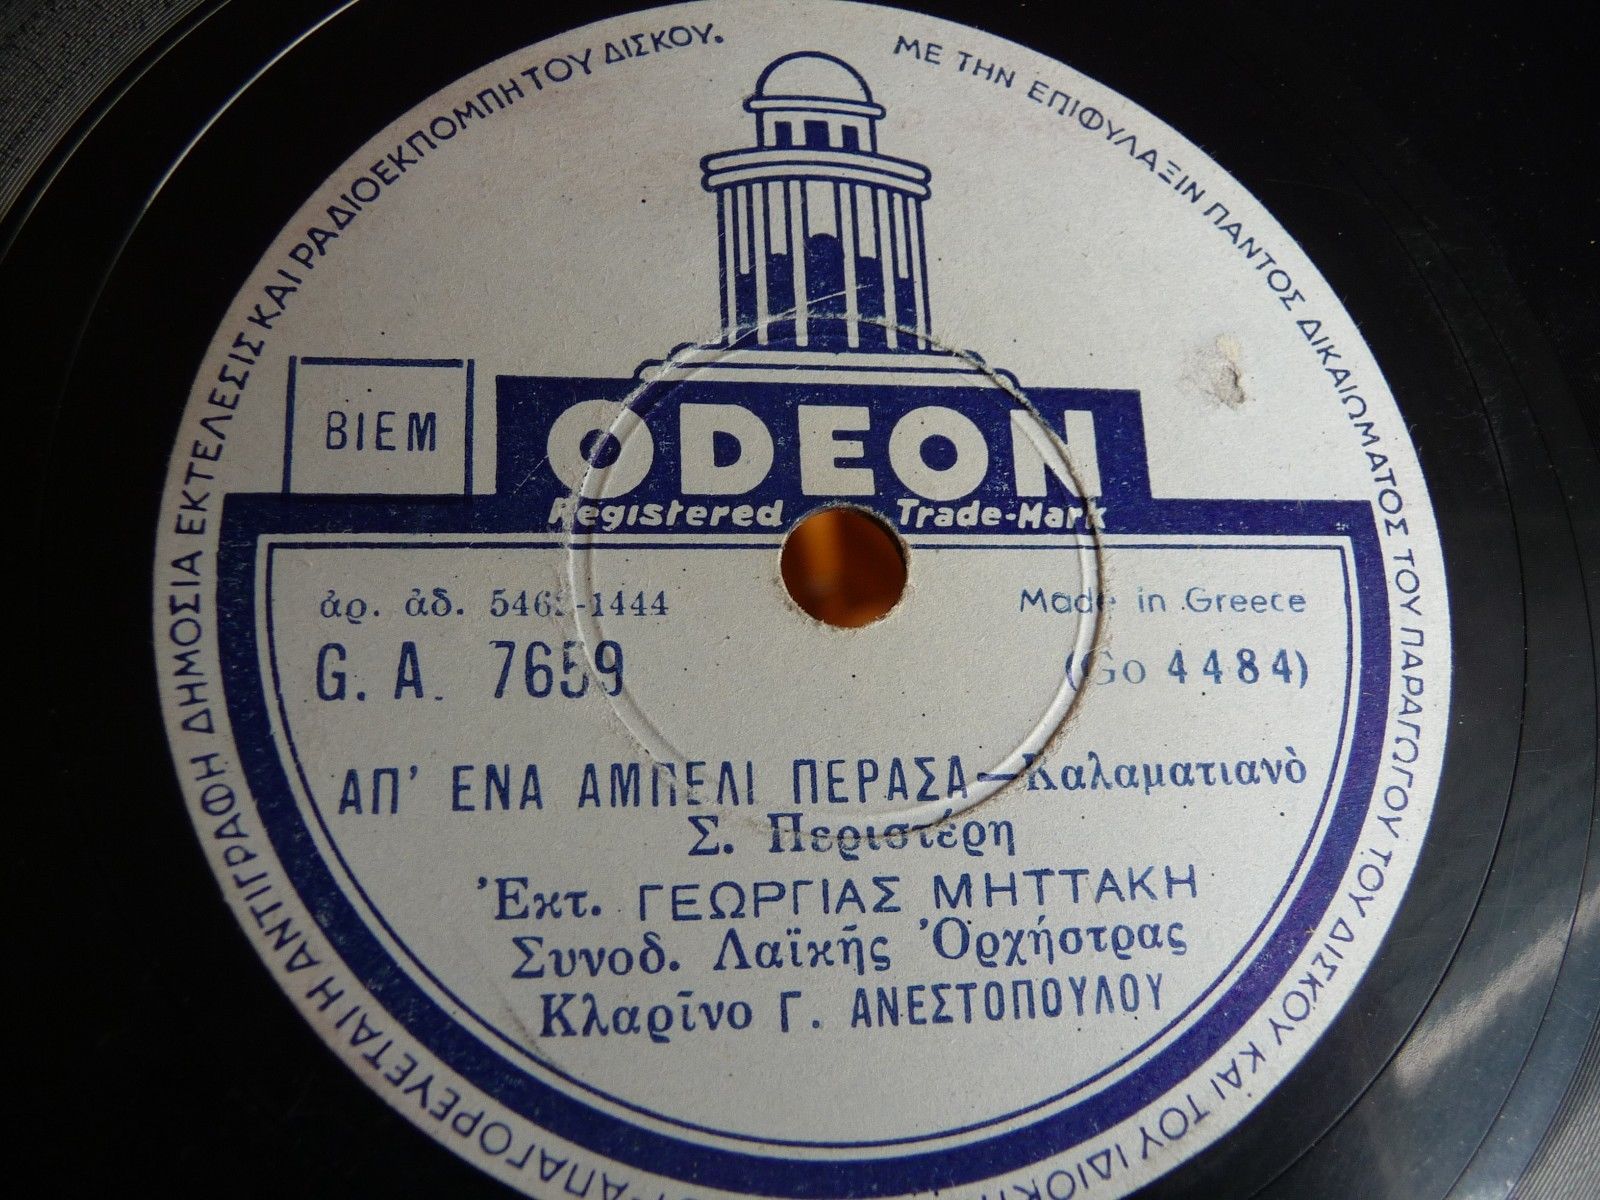 ΜΕ ΤΗΝ ΕΠΙΦΥΛΑΞΙΝ ΠΑΝΤΟΣ ΔΙΚΑΙΩΜΑΤΟΣ ΤΟΥ ΠΑΡΑΓΩΓΟΥ ΤΟΥ ΔΙΣΚΟΥ ΚΑΙ ΤΟΥ
ΑΠΑΓΟΡΕΥΕΤΑΙ Η ΑΝΤΙΓΡΑΦΗ ΔΗΜΟΣΙΑ ΕΚΤΕΛΕΣΙΣ ΚΑΙ ΡΑΔΙΟΕΚΠΟΜΠΗ ΤΟΥ ΔΙΣΚΟΥ.
BIEM
ODEON
Registered Trade-Mark
ἀρ. ἀδ.
Made in Greece
G. A. 7659
(Go 4484)
ΑΠ' ΕΝΑ ΑΜΠΕΛΙ ΠΕΡΑΣΑ—Καλαματιανὸ
Σ. Περιστέρη
Ἐκτ. ΓΕΩΡΓΙΑΣ ΜΗΤΤΑΚΗ
Συνοδ. Λαϊκῆς Ὀρχήστρας
Κλαρῖνο Γ. ΑΝΕΣΤΟΠΟΥΛΟΥ